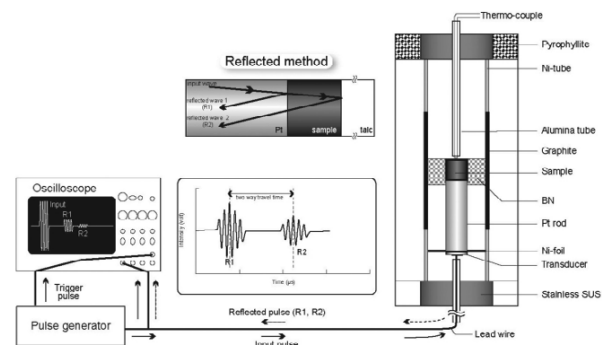 Thermo-couple
Pyrophyllite
Ni-tube
Alumina tube
Graphite
Sample
BN
Pt rod
Ni-foil
Transducer
Stainless SUS
Lead wire
Reflected method
input wave
reflected wave 1
(R1)
reflected wave 2
(R2)
Pt
sample
talc
Oscilloscope
Input
R1
R2
two way travel time
Intensity (volt)
R1
R2
Time (μs)
Trigger
pulse
Pulse generator
Reflected pulse (R1, R2)
Input pulse